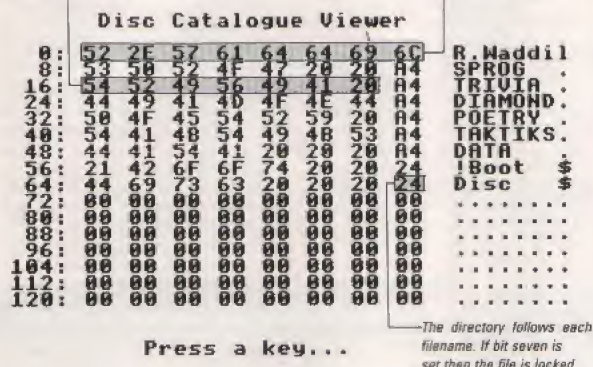 Disc Catalogue Viewer
0: 52 2E 57 61 64 64 69 6C R.Waddil
8: 53 50 52 4F 47 20 20 A4 SPROG .
16: 54 52 49 56 49 41 20 A4 TRIVIA .
24: 44 49 41 4D 4F 4E 44 A4 DIAMOND.
32: 50 4F 45 54 52 59 20 A4 POETRY .
40: 54 41 48 54 49 4B 53 A4 TAKTIKS.
48: 44 41 54 41 20 20 20 A4 DATA .
56: 21 42 6F 6F 74 20 20 24 !Boot $
64: 44 69 73 63 20 20 20 24 Disc $
72: 00 00 00 00 00 00 00 00 ........
80: 00 00 00 00 00 00 00 00 ........
88: 00 00 00 00 00 00 00 00 ........
96: 00 00 00 00 00 00 00 00 ........
104: 00 00 00 00 00 00 00 00 ........
112: 00 00 00 00 00 00 00 00 ........
120: 00 00 00 00 00 00 00 00 ........
The directory follows each
Press a key...
filename. If bit seven is
set then the file is locked